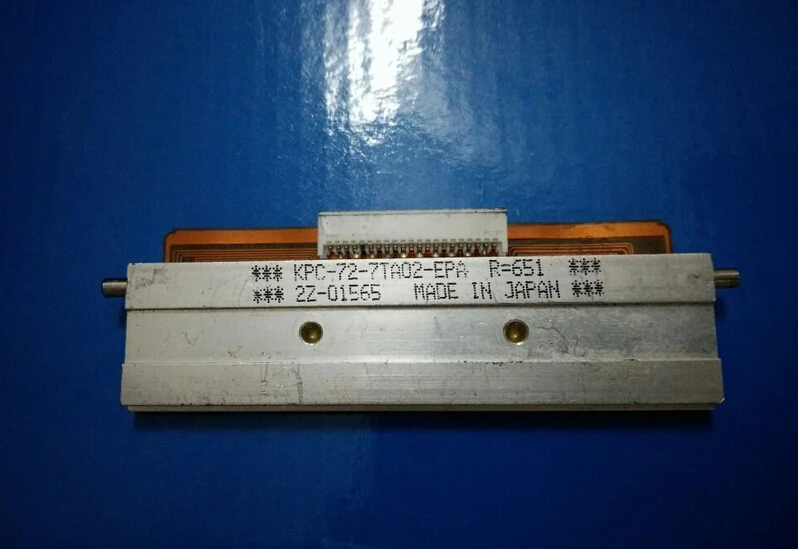 *** KPC-72-7TA02-EPA R=651 ***
*** 2Z-01565 MADE IN JAPAN ***